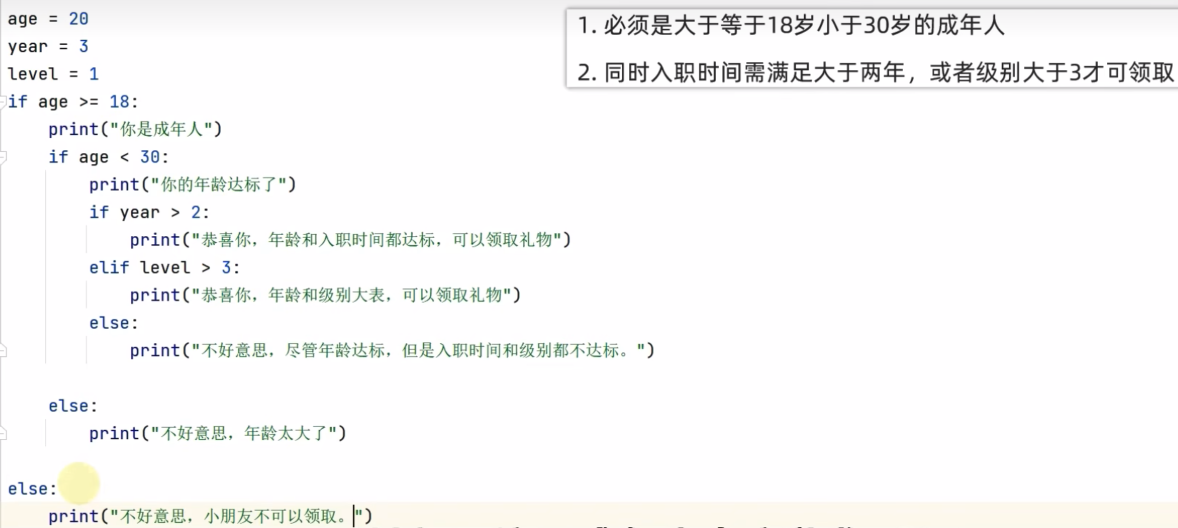 age = 20
year = 3
level = 1
if age >= 18:
    print("你是成年人")
    if age < 30:
        print("你的年龄达标了")
        if year > 2:
            print("恭喜你，年龄和入职时间都达标，可以领取礼物")
        elif level > 3:
            print("恭喜你，年龄和级别大表，可以领取礼物")
        else:
            print("不好意思，尽管年龄达标，但是入职时间和级别都不达标。")
    else:
        print("不好意思，年龄太大了")
else:
    print("不好意思，小朋友不可以领取。")
1. 必须是大于等于18岁小于30岁的成年人
2. 同时入职时间需满足大于两年，或者级别大于3才可领取